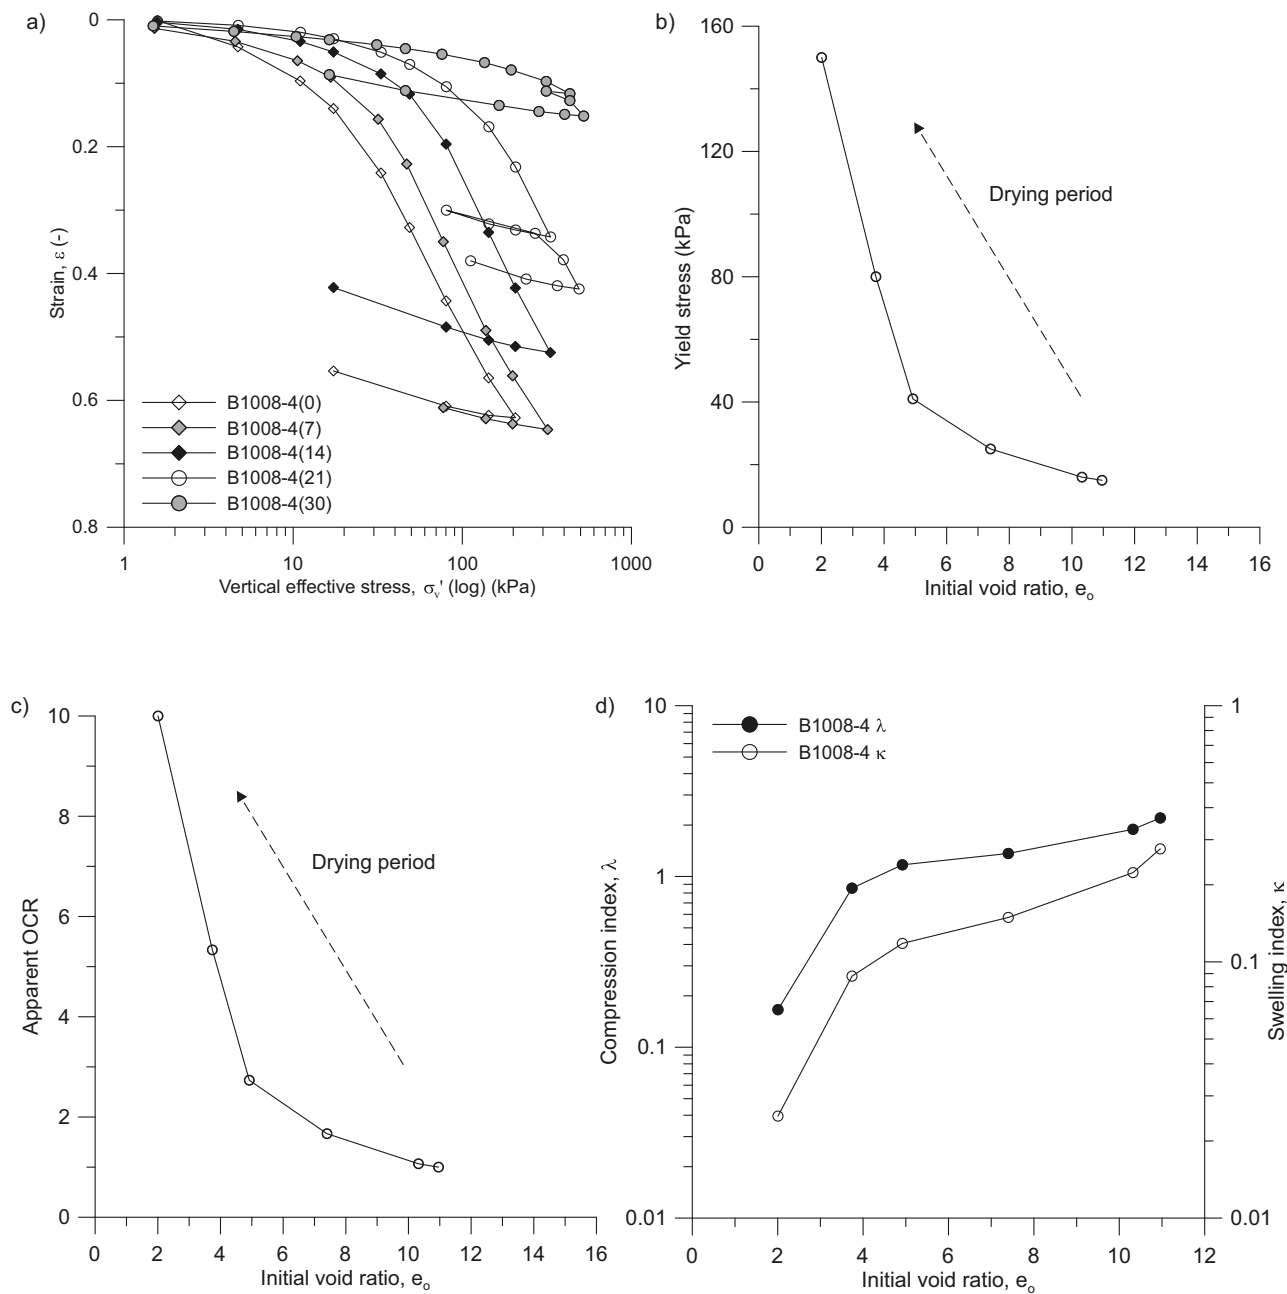 a)
0
0.2
0.4
0.6
0.8
Strain, ε (-)
B1008-4(0)
B1008-4(7)
B1008-4(14)
B1008-4(21)
B1008-4(30)
1 10 100 1000
Vertical effective stress, σv' (log) (kPa)
b)
160
120
80
40
0
Yield stress (kPa)
Drying period
0 2 4 6 8 10 12 14 16
Initial void ratio, eo
c)
10
8
6
4
2
0
Apparent OCR
Drying period
0 2 4 6 8 10 12 14 16
Initial void ratio, eo
d)
10
1
0.1
0.01
Compression index, λ
B1008-4 λ
B1008-4 κ
1
0.1
0.01
Swelling index, κ
0 2 4 6 8 10 12
Initial void ratio, eo